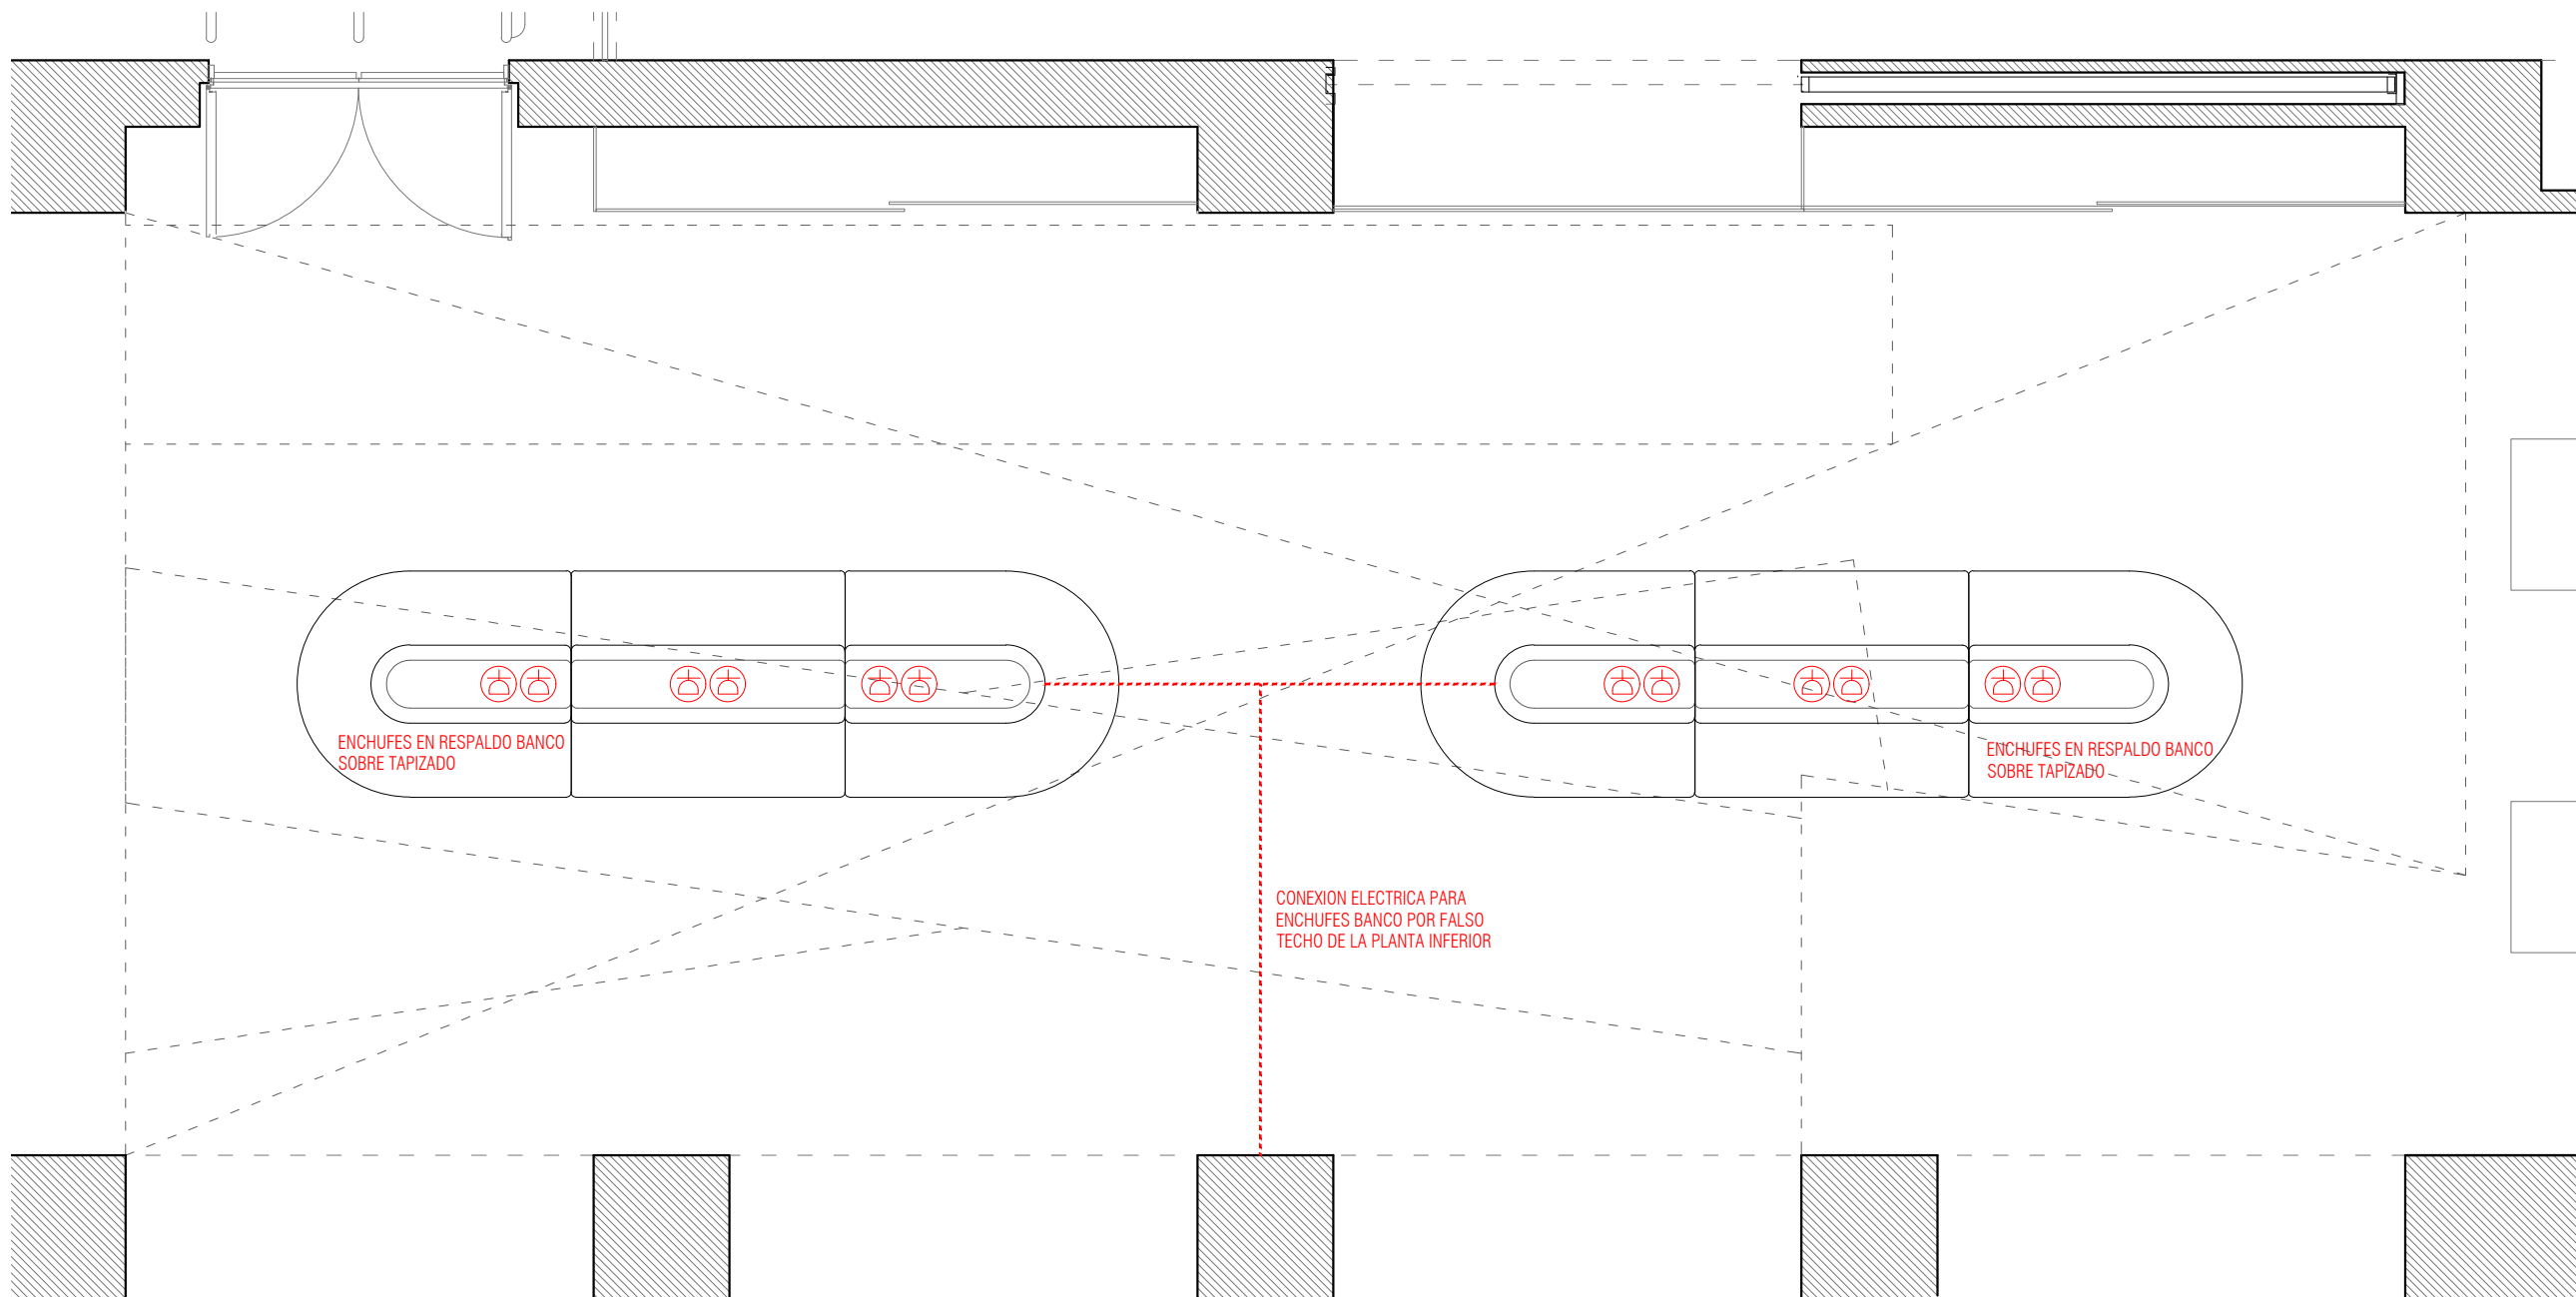 ENCHUFES EN RESPALDO BANCO
SOBRE TAPIZADO
ENCHUFES EN RESPALDO BANCO
SOBRE TAPIZADO
CONEXION ELECTRICA PARA
ENCHUFES BANCO POR FALSO
TECHO DE LA PLANTA INFERIOR